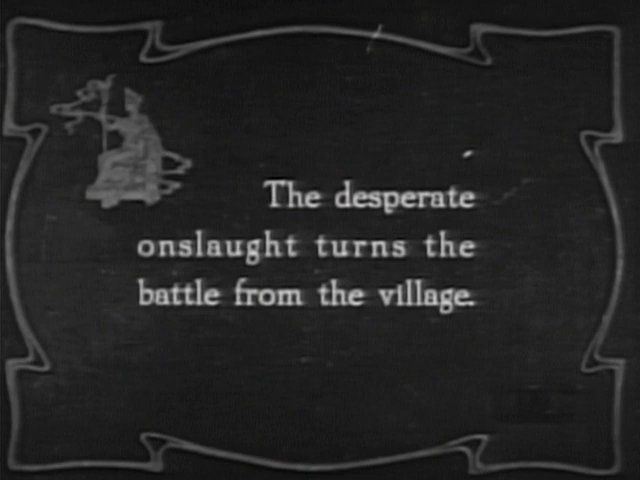 The desperate
onslaught turns the
battle from the village.